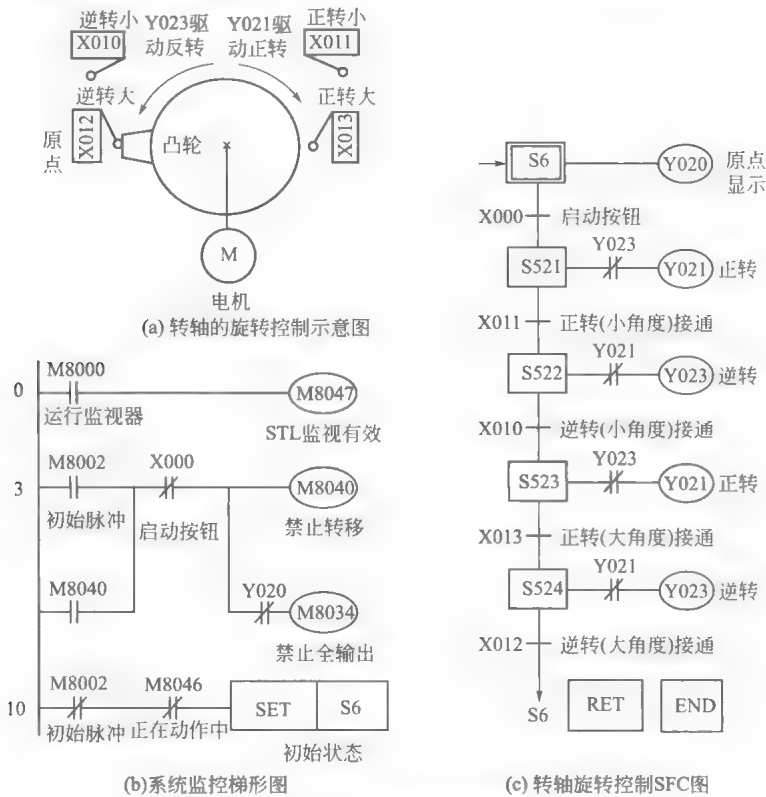 逆转小
X010
Y023驱
动反转
Y021驱
动正转
正转小
X011
逆转大
X012
原点
凸轮
正转大
X013
M
电机
(a) 转轴的旋转控制示意图
0
M8000
运行监视器
M8047
STL监视有效
3
M8002
初始脉冲
X000
启动按钮
M8040
禁止转移
M8040
Y020
M8034
禁止全输出
10
M8002
初始脉冲
M8046
正在动作中
SET
S6
初始状态
(b)系统监控梯形图
S6
Y020
原点
显示
X000
启动按钮
S521
Y023
Y021
正转
X011
正转(小角度)接通
S522
Y021
Y023
逆转
X010
逆转(小角度)接通
S523
Y023
Y021
正转
X013
正转(大角度)接通
S524
Y021
Y023
逆转
X012
逆转(大角度)接通
S6
RET
END
(c) 转轴旋转控制SFC图